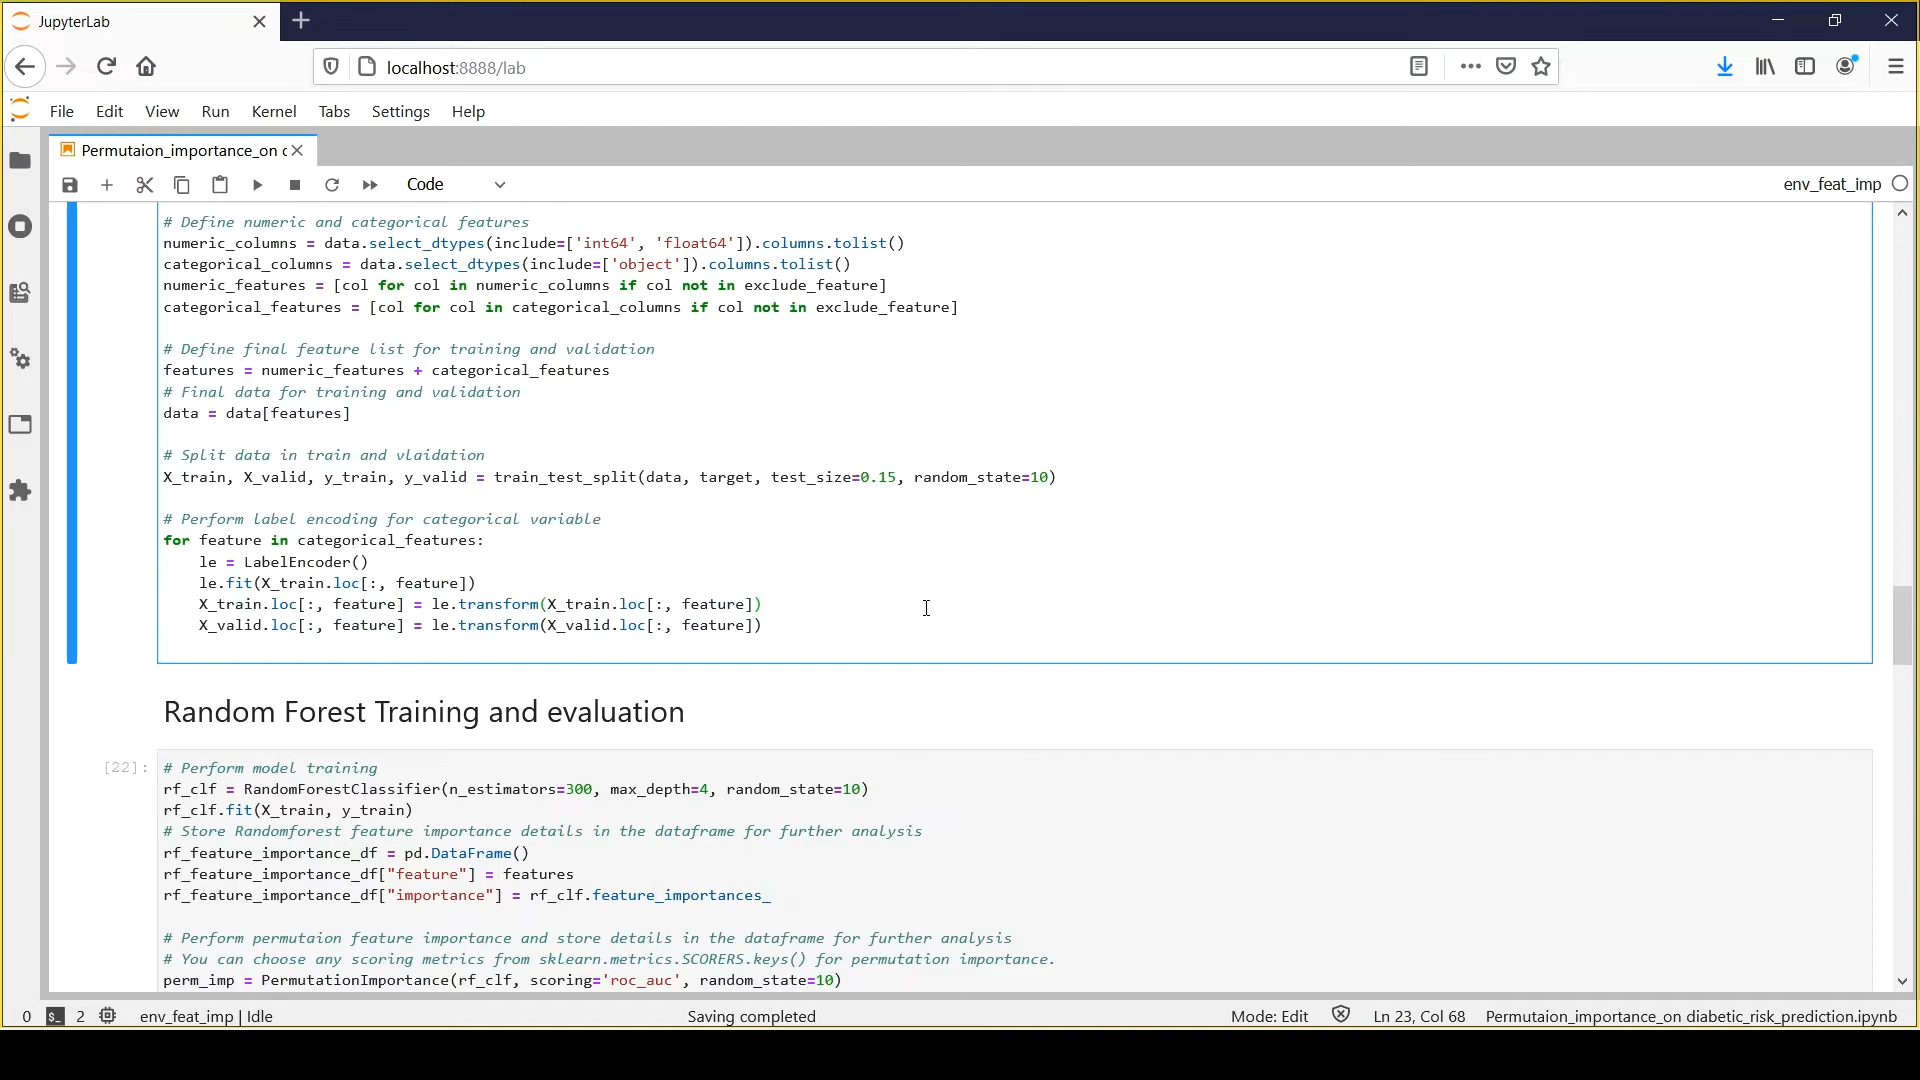 JupyterLab
localhost:8888/lab
File Edit View Run Kernel Tabs Settings Help
Permutaion_importance_on
Code
env_feat_imp
# Define numeric and categorical features
numeric_columns = data.select_dtypes(include=['int64', 'float64']).columns.tolist()
categorical_columns = data.select_dtypes(include=['object']).columns.tolist()
numeric_features = [col for col in numeric_columns if col not in exclude_feature]
categorical_features = [col for col in categorical_columns if col not in exclude_feature]
# Define final feature list for training and validation
features = numeric_features + categorical_features
# Final data for training and validation
data = data[features]
# Split data in train and vlaidation
X_train, X_valid, y_train, y_valid = train_test_split(data, target, test_size=0.15, random_state=10)
# Perform label encoding for categorical variable
for feature in categorical_features:
le = LabelEncoder()
le.fit(X_train.loc[:, feature])
X_train.loc[:, feature] = le.transform(X_train.loc[:, feature])
X_valid.loc[:, feature] = le.transform(X_valid.loc[:, feature])
Random Forest Training and evaluation
[22]: # Perform model training
rf_clf = RandomForestClassifier(n_estimators=300, max_depth=4, random_state=10)
rf_clf.fit(X_train, y_train)
# Store Randomforest feature importance details in the dataframe for further analysis
rf_feature_importance_df = pd.DataFrame()
rf_feature_importance_df["feature"] = features
rf_feature_importance_df["importance"] = rf_clf.feature_importances_
# Perform permutaion feature importance and store details in the dataframe for further analysis
# You can choose any scoring metrics from sklearn.metrics.SCORERS.keys() for permutation importance.
perm_imp = PermutationImportance(rf_clf, scoring='roc_auc', random_state=10)
0 $_ 2 env_feat_imp | Idle Saving completed Mode: Edit Ln 23, Col 68 Permutaion_importance_on diabetic_risk_prediction.ipynb